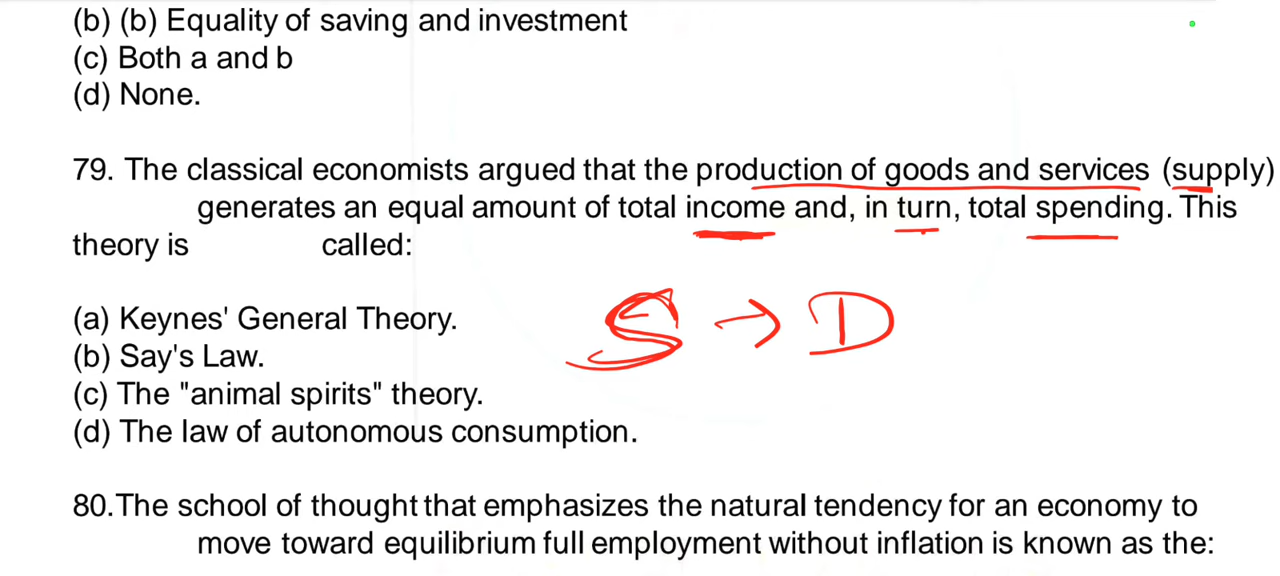 (b) (b) Equality of saving and investment
(c) Both a and b
(d) None.
79. The classical economists argued that the production of goods and services (supply)
generates an equal amount of total income and, in turn, total spending. This
theory is called:
(a) Keynes' General Theory.
S → D
(b) Say's Law.
(c) The "animal spirits" theory.
(d) The law of autonomous consumption.
80.The school of thought that emphasizes the natural tendency for an economy to
move toward equilibrium full employment without inflation is known as the: